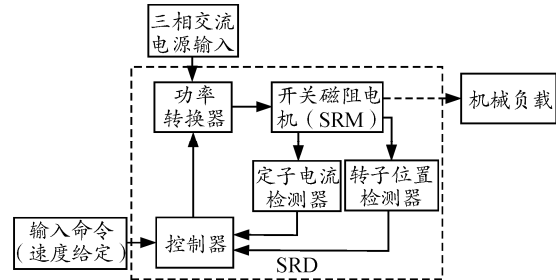 三相交流
电源输入
功率
转换器
开关磁阻电
机(SRM)
机械负载
定子电流
检测器
转子位置
检测器
输入命令
(速度给定)
控制器
SRD